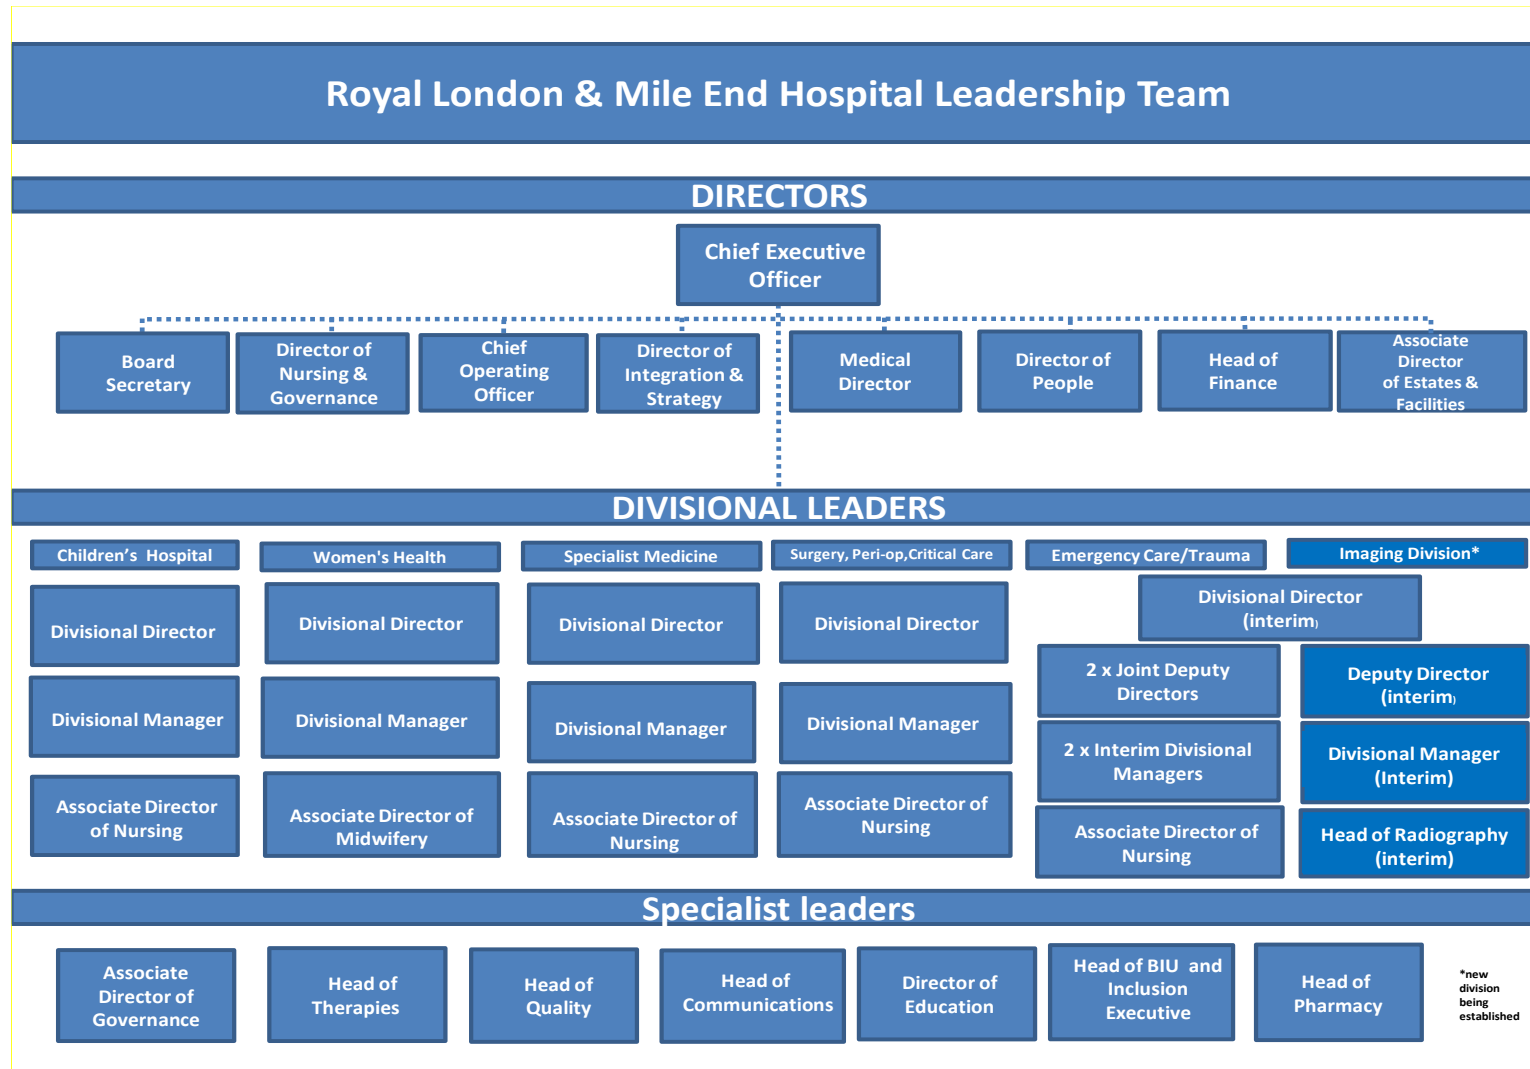 Royal London & Mile End Hospital Leadership Team
DIRECTORS
Chief Executive
Officer
Board
Secretary
Director of
Nursing &
Governance
Chief
Operating
Officer
Director of
Integration &
Strategy
Medical
Director
Director of
People
Head of
Finance
Associate
Director
of Estates &
Facilities
DIVISIONAL LEADERS
Children’s Hospital
Women's Health
Specialist Medicine
Surgery, Peri-op,Critical Care
Emergency Care/Trauma
Imaging Division*
Divisional Director
Divisional Director
Divisional Director
Divisional Director
Divisional Director
(interim)
Divisional Manager
Divisional Manager
Divisional Manager
Divisional Manager
2 x Joint Deputy
Directors
Deputy Director
(interim)
2 x Interim Divisional
Managers
Divisional Manager
(Interim)
Associate Director
of Nursing
Associate Director of
Midwifery
Associate Director of
Nursing
Associate Director of
Nursing
Associate Director of
Nursing
Head of Radiography
(interim)
Specialist leaders
Associate
Director of
Governance
Head of
Therapies
Head of
Quality
Head of
Communications
Director of
Education
Head of BIU and
Inclusion
Executive
Head of
Pharmacy
*new
division
being
established